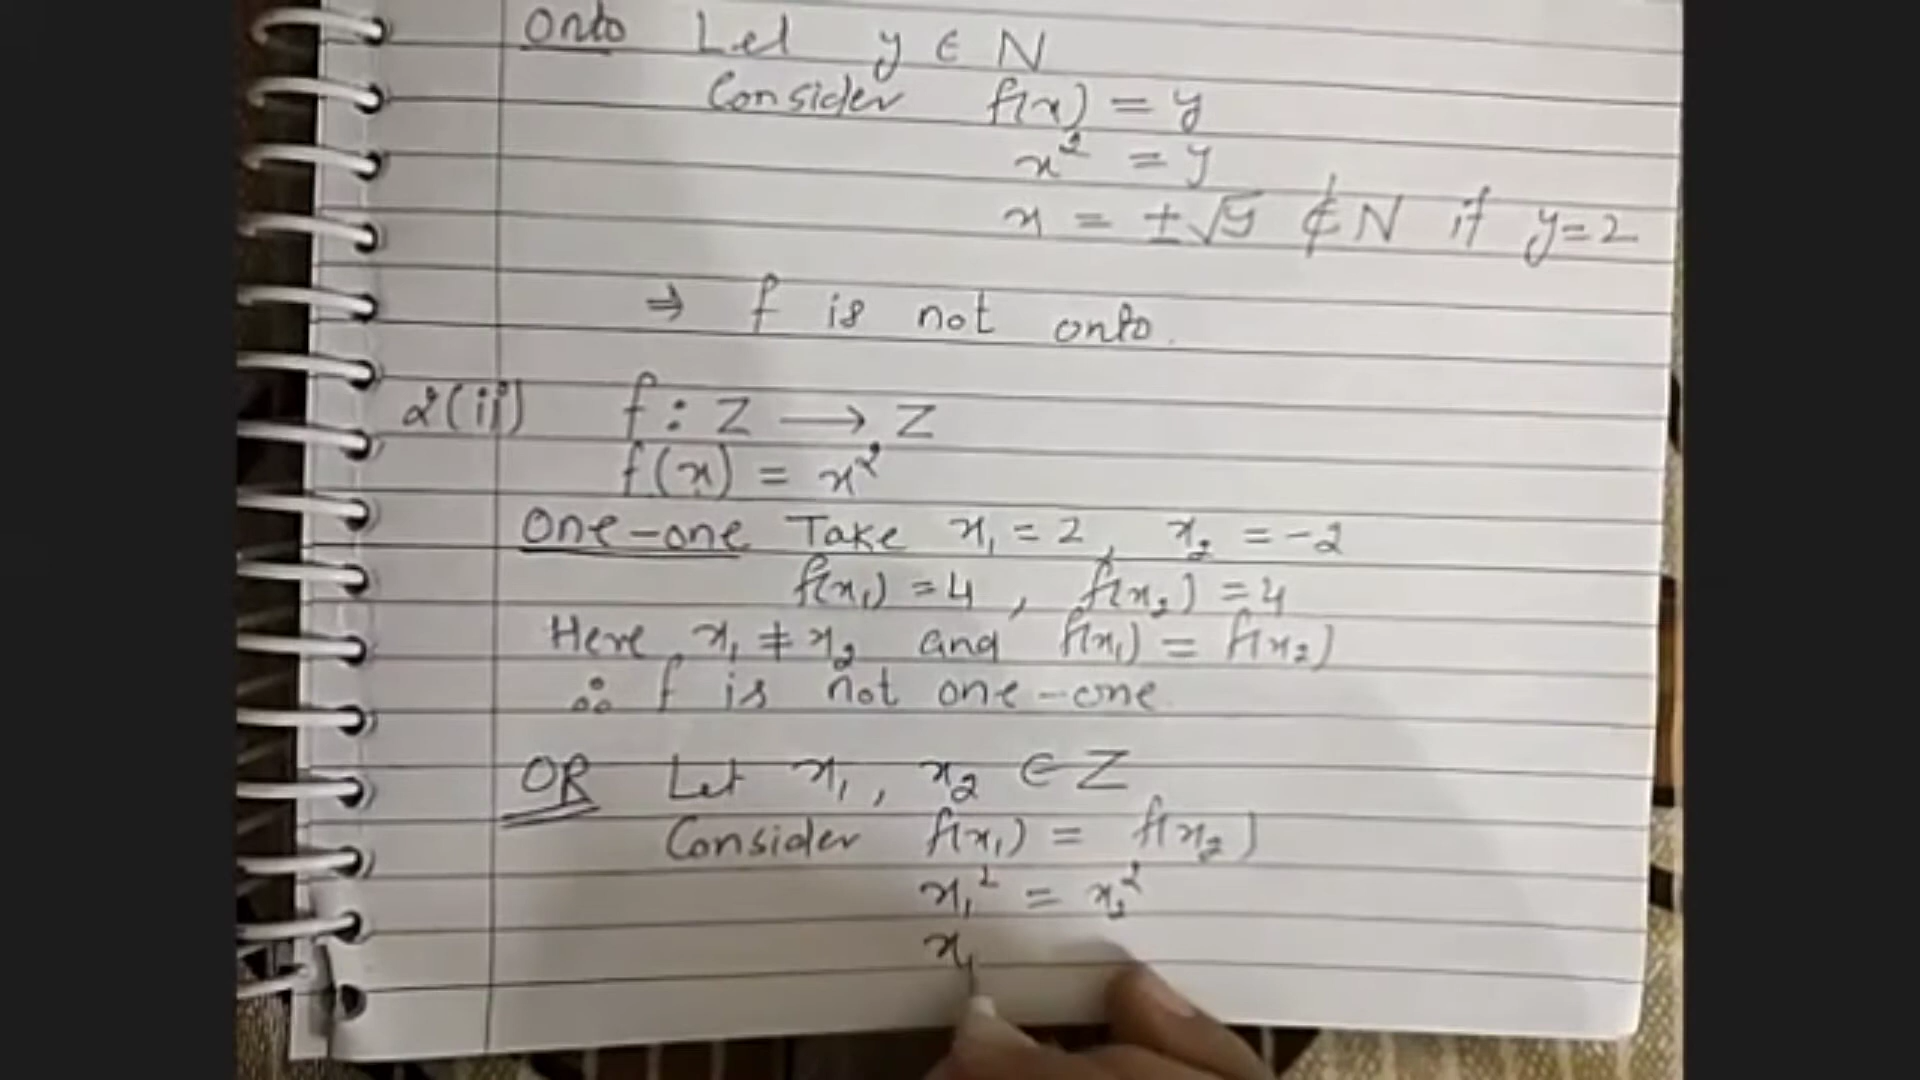 Onto Let y ∈ N
Consider f(x) = y
x² = y
x = ±√y ∉ N if y=2
⇒ f is not onto.
2(ii) f : Z → Z
f(x) = x²
One-one Take x₁ = 2, x₂ = -2
f(x₁) = 4, f(x₂) = 4
Here x₁ ≠ x₂ and f(x₁) = f(x₂)
∴ f is not one-one
OR Let x₁, x₂ ∈ Z
Consider f(x₁) = f(x₂)
x₁² = x₂²
x₁